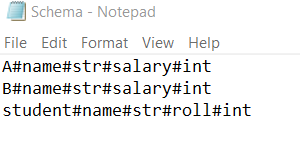 Schema - Notepad
File Edit Format View Help
A#name#str#salary#int
B#name#str#salary#int
student#name#str#roll#int